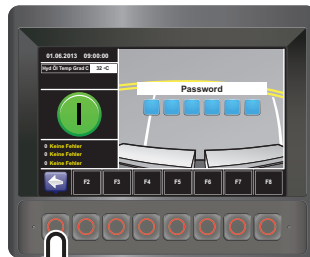 01.06.2013 09:00:00
Hyd Öl Temp Grad C 32 °C
Password
0 Keine Fehler
0 Keine Fehler
0 Keine Fehler
F2 F3 F4 F5 F6 F7 F8